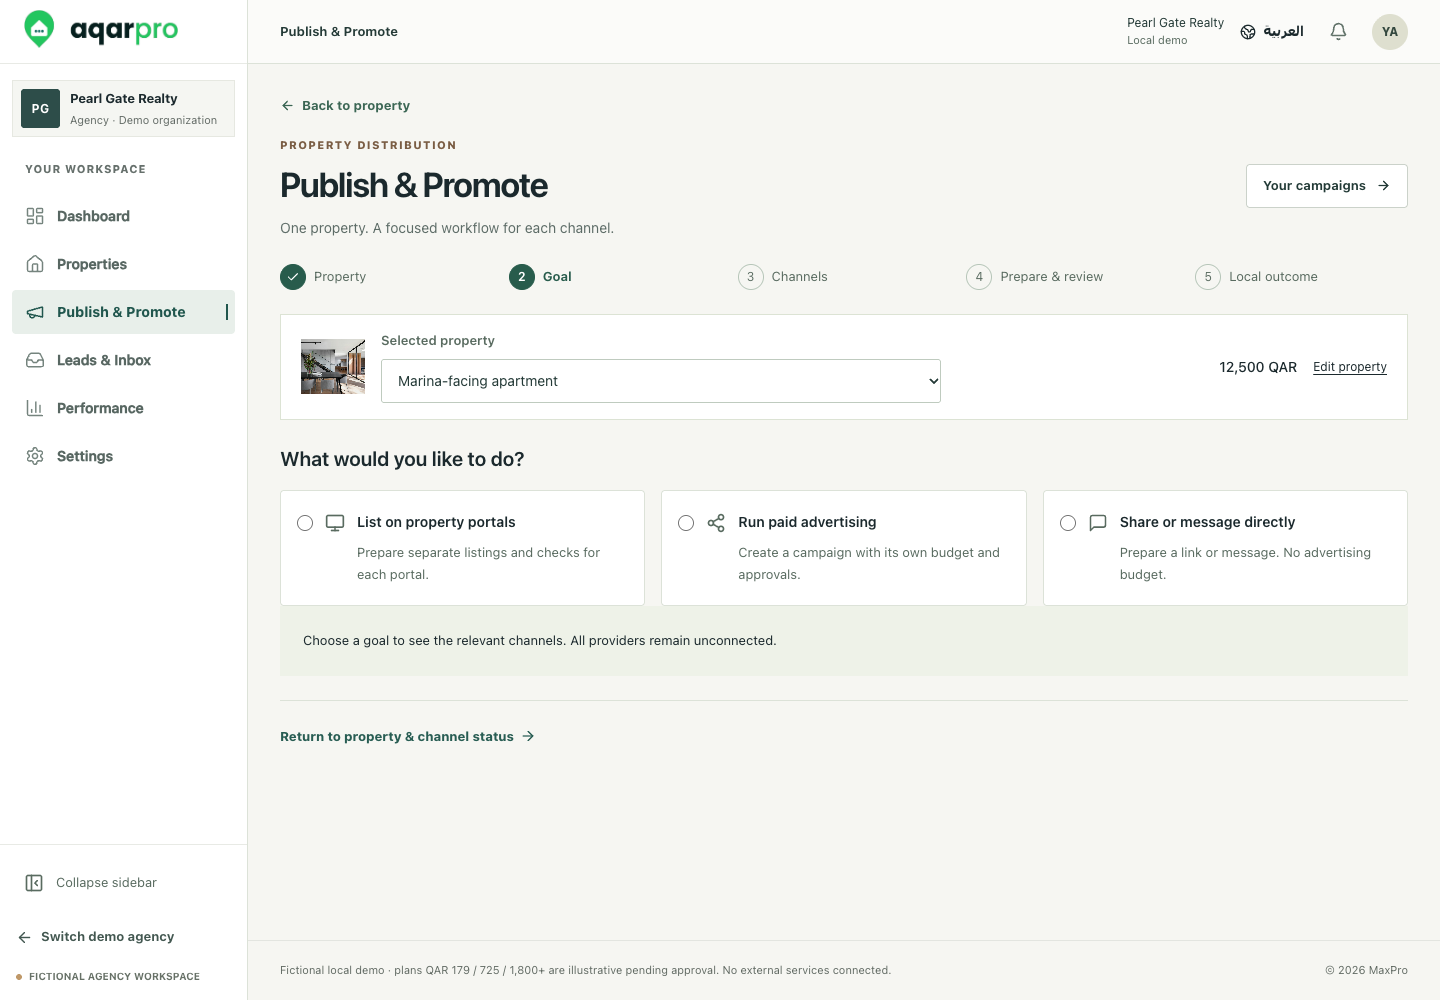 aqarpro
Publish & Promote
Pearl Gate Realty
Local demo
العربية
YA
PG
Pearl Gate Realty
Agency · Demo organization
YOUR WORKSPACE
Dashboard
Properties
Publish & Promote
Leads & Inbox
Performance
Settings
Collapse sidebar
Switch demo agency
FICTIONAL AGENCY WORKSPACE
Back to property
PROPERTY DISTRIBUTION
Publish & Promote
Your campaigns
One property. A focused workflow for each channel.
Property
2 Goal
3 Channels
4 Prepare & review
5 Local outcome
Selected property
Marina-facing apartment
12,500 QAR
Edit property
What would you like to do?
List on property portals
Prepare separate listings and checks for
each portal.
Run paid advertising
Create a campaign with its own budget and
approvals.
Share or message directly
Prepare a link or message. No advertising
budget.
Choose a goal to see the relevant channels. All providers remain unconnected.
Return to property & channel status
Fictional local demo · plans QAR 179 / 725 / 1,800+ are illustrative pending approval. No external services connected.
© 2026 MaxPro